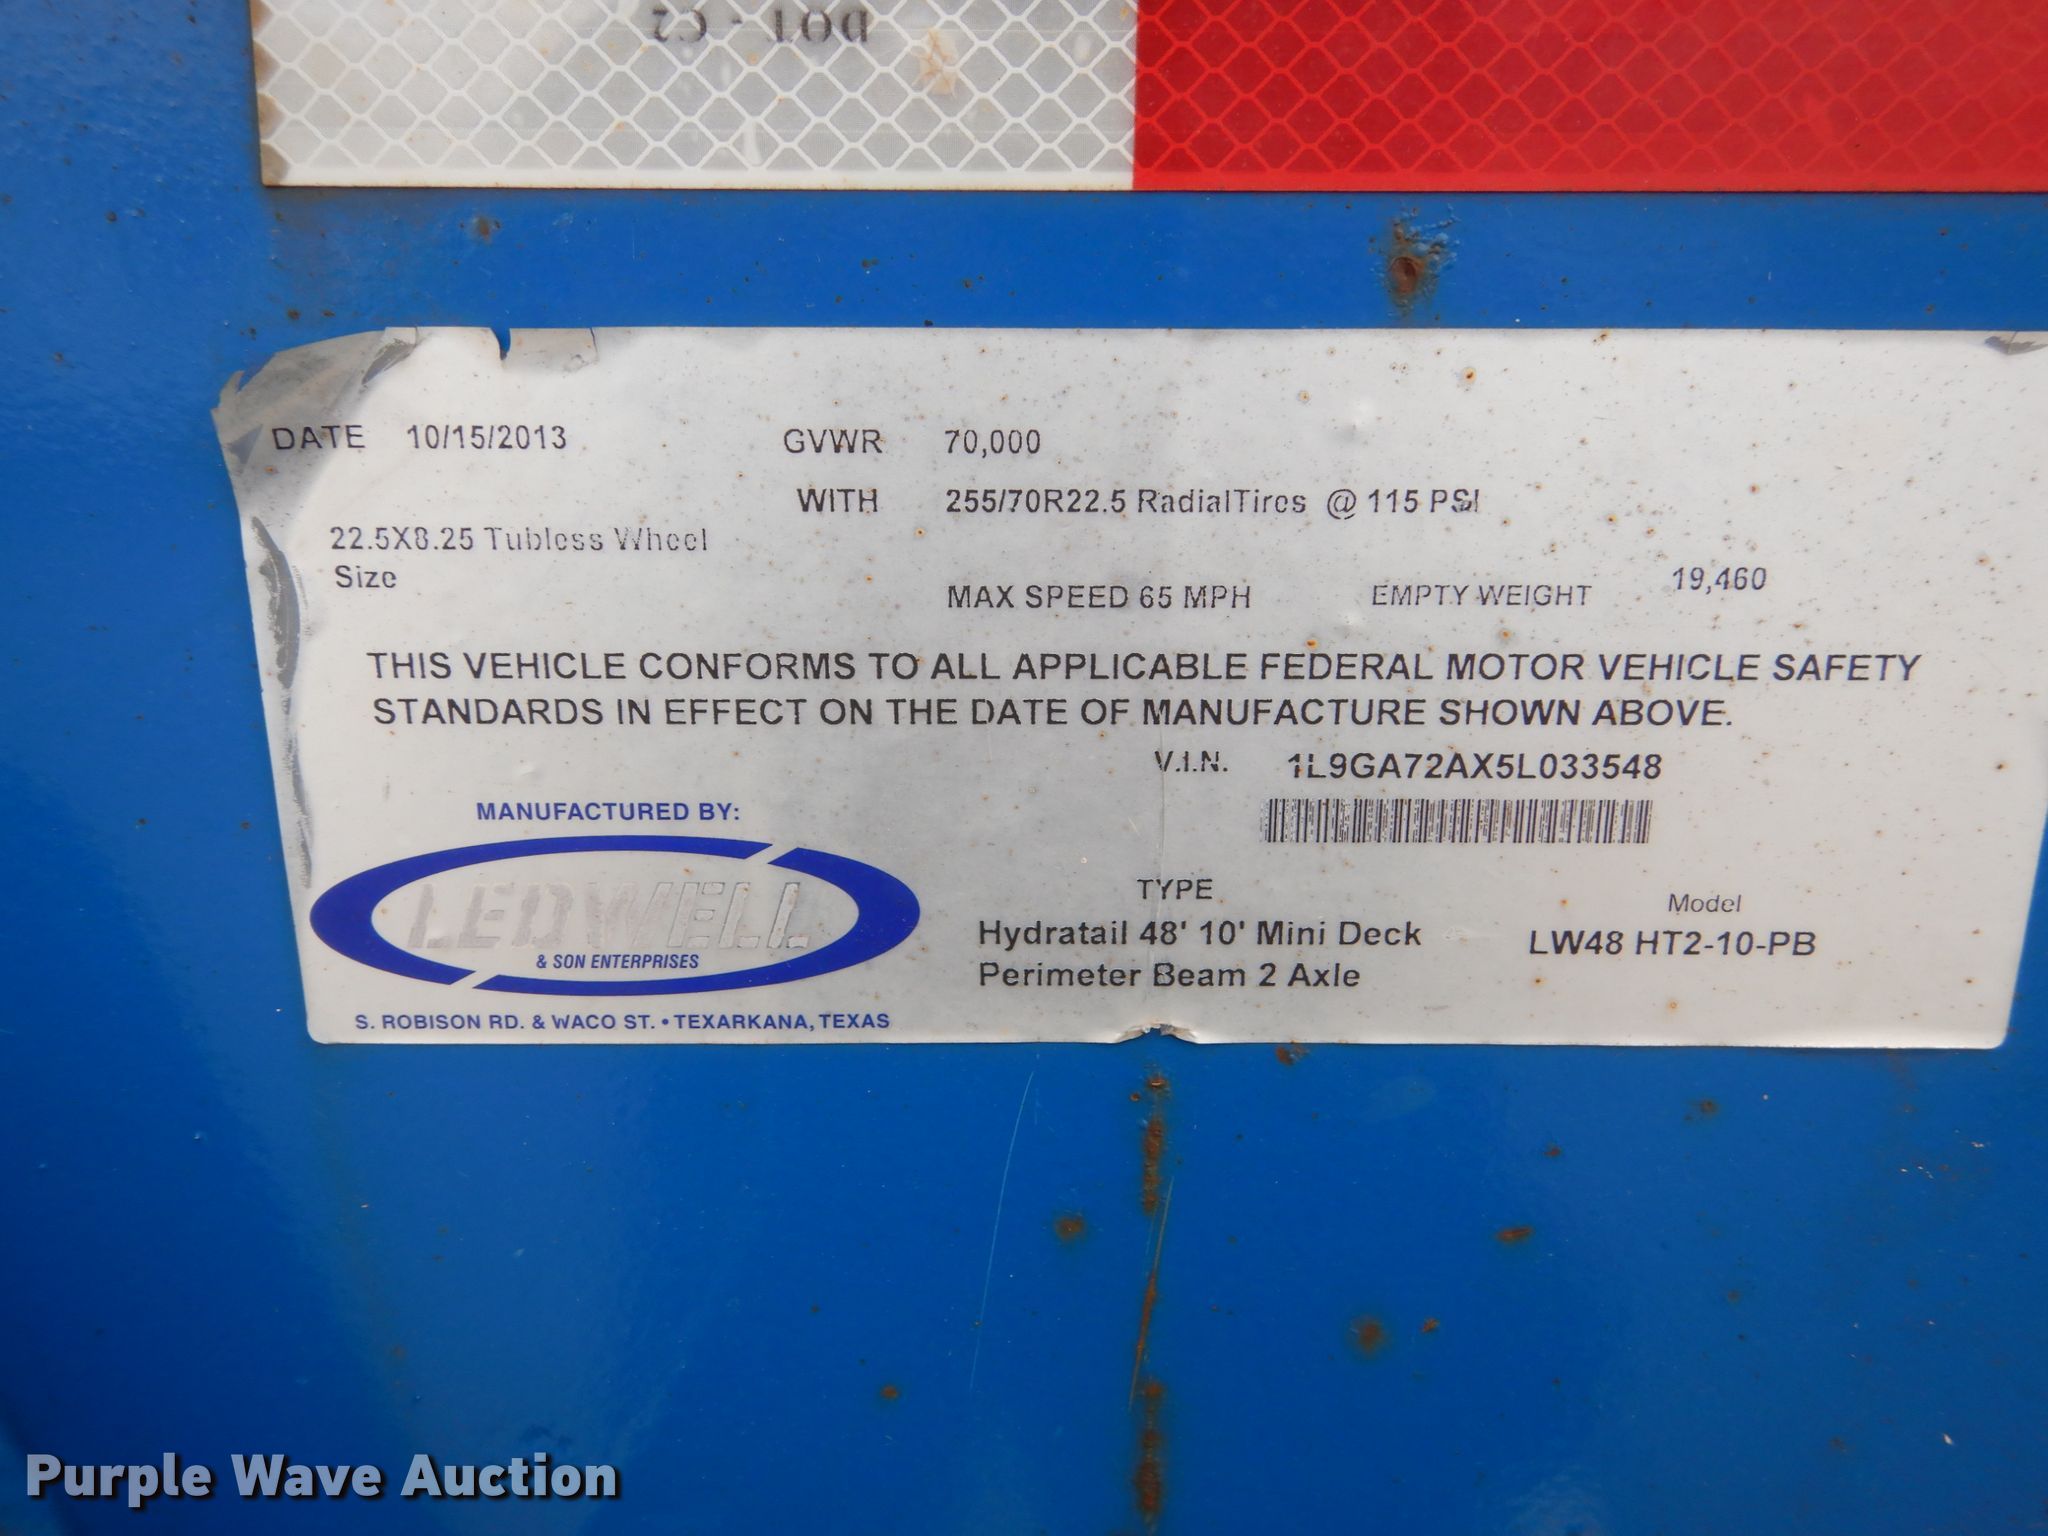 DOT - C2
DATE 10/15/2013 GVWR 70,000
WITH 255/70R22.5 RadialTires @ 115 PSI
22.5X8.25 Tubless Wheel
Size
MAX SPEED 65 MPH EMPTY WEIGHT 19,460
THIS VEHICLE CONFORMS TO ALL APPLICABLE FEDERAL MOTOR VEHICLE SAFETY
STANDARDS IN EFFECT ON THE DATE OF MANUFACTURE SHOWN ABOVE.
V.I.N. 1L9GA72AX5L033548
MANUFACTURED BY:
LEDWELL
& SON ENTERPRISES
S. ROBISON RD. & WACO ST. • TEXARKANA, TEXAS
TYPE
Hydratail 48' 10' Mini Deck
Perimeter Beam 2 Axle
Model
LW48 HT2-10-PB
Purple Wave Auction